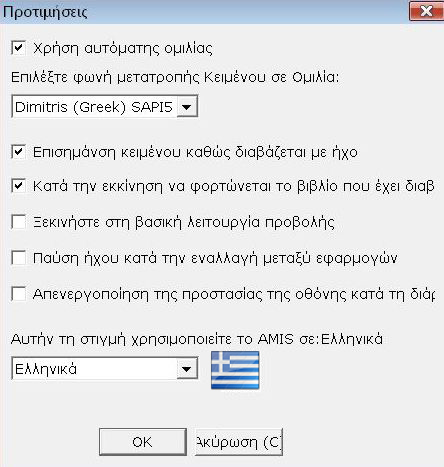 Προτιμήσεις
Χρήση αυτόματης ομιλίας
Επιλέξτε φωνή μετατροπής Κειμένου σε Ομιλία:
Dimitris (Greek) SAPI5
Επισημάνση κειμένου καθώς διαβάζεται με ήχο
Κατά την εκκίνηση να φορτώνεται το βιβλίο που έχει διαβ
Ξεκινήστε στη βασική λειτουργία προβολής
Παύση ήχου κατά την εναλλαγή μεταξύ εφαρμογών
Απενεργοποίηση της προστασίας της οθόνης κατά τη διάρ
Αυτήν τη στιγμή χρησιμοποιείτε το AMIS σε:Ελληνικά
Ελληνικά
OK
Ακύρωση (C)